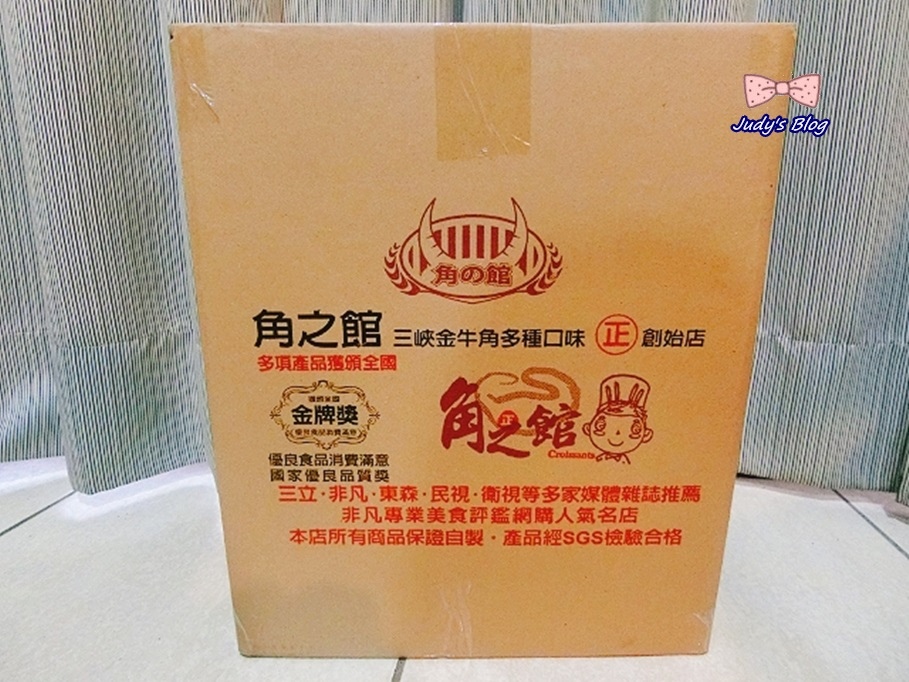 Judy's Blog
角の館
角之館 三峽金牛角多種口味 正 創始店
多項產品獲頒全國
金牌獎
角之館
正
Croissants
優良食品消費滿意
國家優良品質獎
三立·非凡·東森·民視·衛視等多家媒體雜誌推薦
非凡專業美食評鑑網購人氣名店
本店所有商品保證自製·產品經SGS檢驗合格